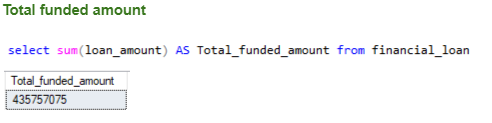 Total funded amount
select sum(loan_amount) AS Total_funded_amount from financial_loan
Total_funded_amount
435757075